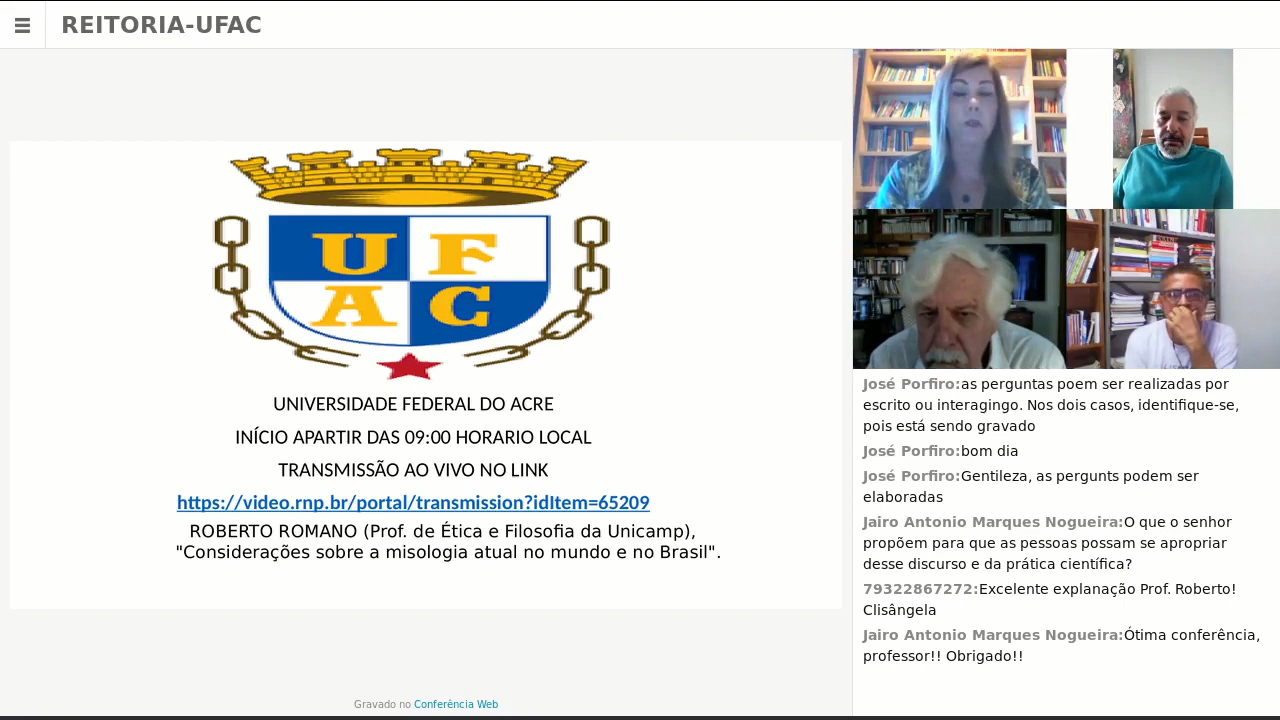 REITORIA-UFAC
U F
A C
UNIVERSIDADE FEDERAL DO ACRE
INÍCIO APARTIR DAS 09:00 HORARIO LOCAL
TRANSMISSÃO AO VIVO NO LINK
https://video.rnp.br/portal/transmission?idItem=65209
ROBERTO ROMANO (Prof. de Ética e Filosofia da Unicamp),
"Considerações sobre a misologia atual no mundo e no Brasil".
Gravado no Conferência Web
José Porfiro:as perguntas poem ser realizadas por
escrito ou interagingo. Nos dois casos, identifique-se,
pois está sendo gravado
José Porfiro:bom dia
José Porfiro:Gentileza, as pergunts podem ser
elaboradas
Jairo Antonio Marques Nogueira:O que o senhor
propõem para que as pessoas possam se apropriar
desse discurso e da prática científica?
79322867272:Excelente explanação Prof. Roberto!
Clisângela
Jairo Antonio Marques Nogueira:Ótima conferência,
professor!! Obrigado!!